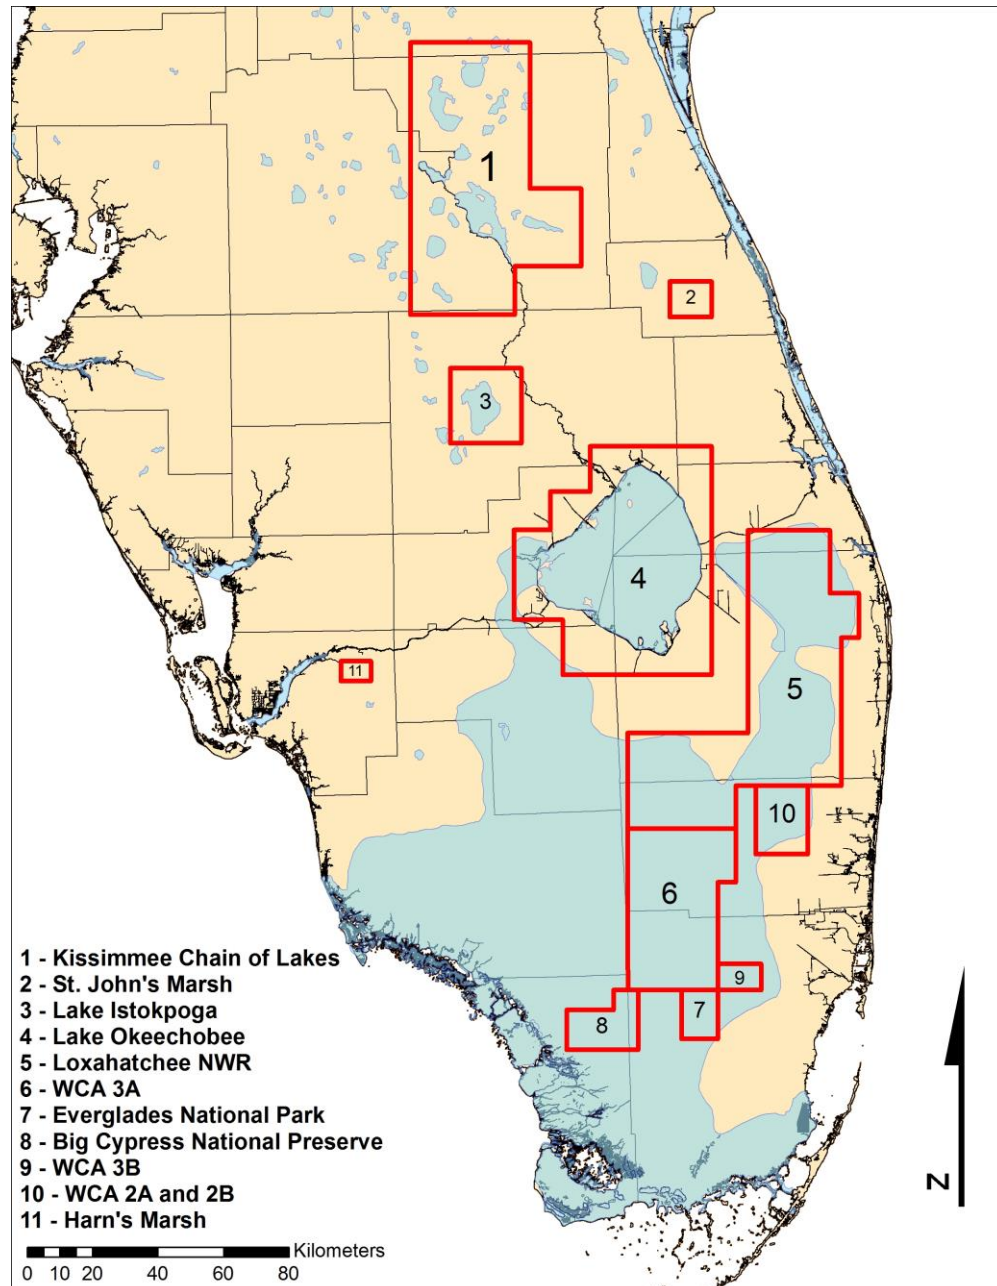 1
2
3
4
11
5
10
6
9
7
8
1 - Kissimmee Chain of Lakes
2 - St. John's Marsh
3 - Lake Istokpoga
4 - Lake Okeechobee
5 - Loxahatchee NWR
6 - WCA 3A
7 - Everglades National Park
8 - Big Cypress National Preserve
9 - WCA 3B
10 - WCA 2A and 2B
11 - Harn's Marsh
Kilometers
0 10 20 40 60 80
N